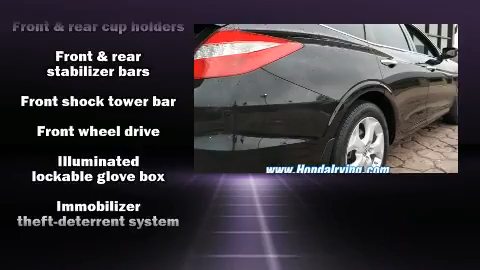 Front & rear cup holders
Front & rear
stabilizer bars
Front shock tower bar
Front wheel drive
Illuminated
lockable glove box
Immobilizer
theft-deterrent system
www.HondaIrving.com